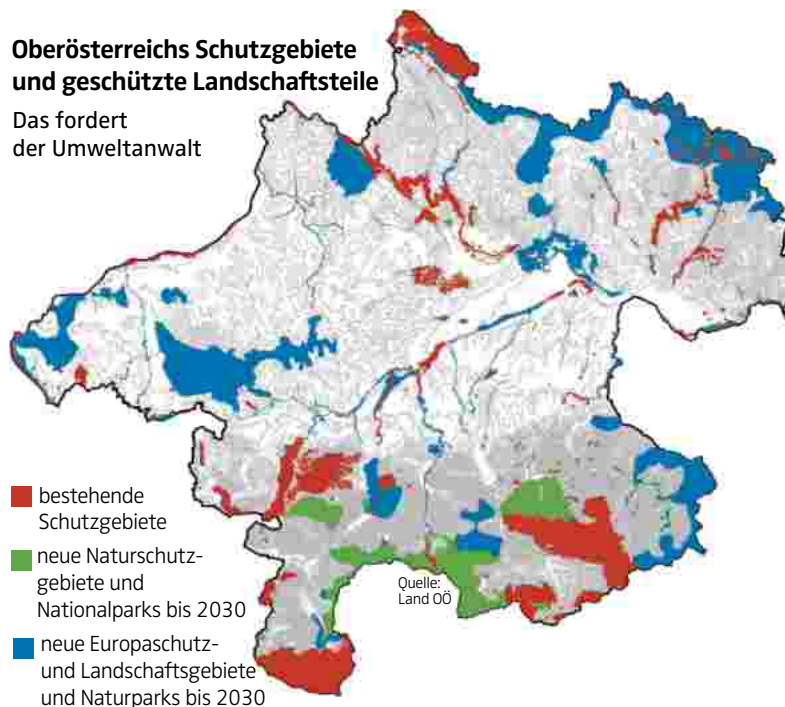 Oberösterreichs Schutzgebiete
und geschützte Landschaftsteile
Das fordert
der Umweltanwalt
bestehende
Schutzgebiete
neue Naturschutz-
gebiete und
Nationalparks bis 2030
neue Europaschutz-
und Landschaftsgebiete
und Naturparks bis 2030
Quelle:
Land OÖ